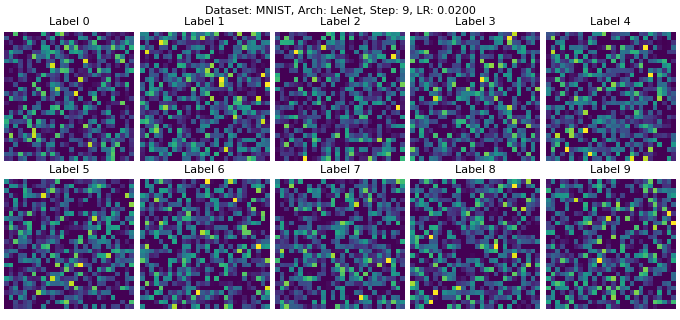 Dataset: MNIST, Arch: LeNet, Step: 9, LR: 0.0200
Label 0
Label 1
Label 2
Label 3
Label 4
Label 5
Label 6
Label 7
Label 8
Label 9